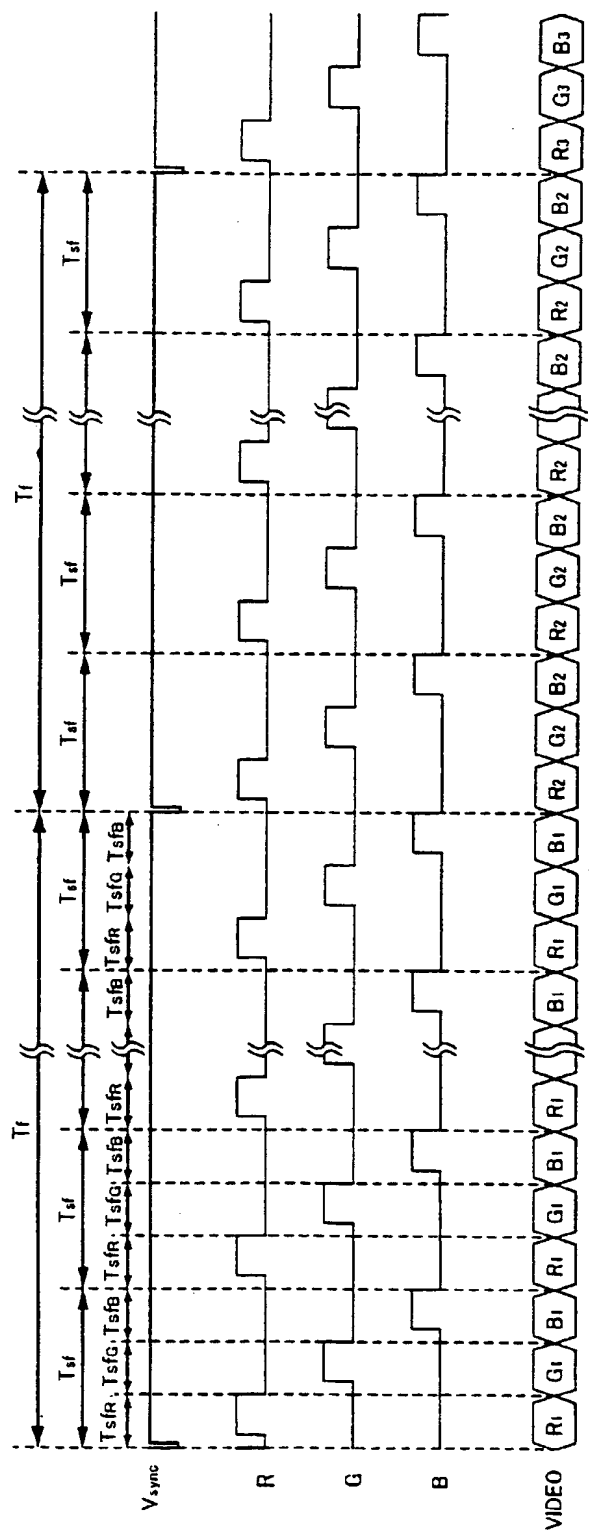 Tf Tf
Tsf Tsf Tsf Tsf Tsf Tsf
TsfR TsfG TsfB TsfR TsfG TsfB TsfR TsfB TsfR TsfG TsfB
Vsync
R
G
B
VIDEO R1 G1 B1 R1 G1 B1 R1 B1 R1 G1 B1 R2 G2 B2 R2 G2 B2 R2 B2 R2 G2 B2 R3 G3 B3